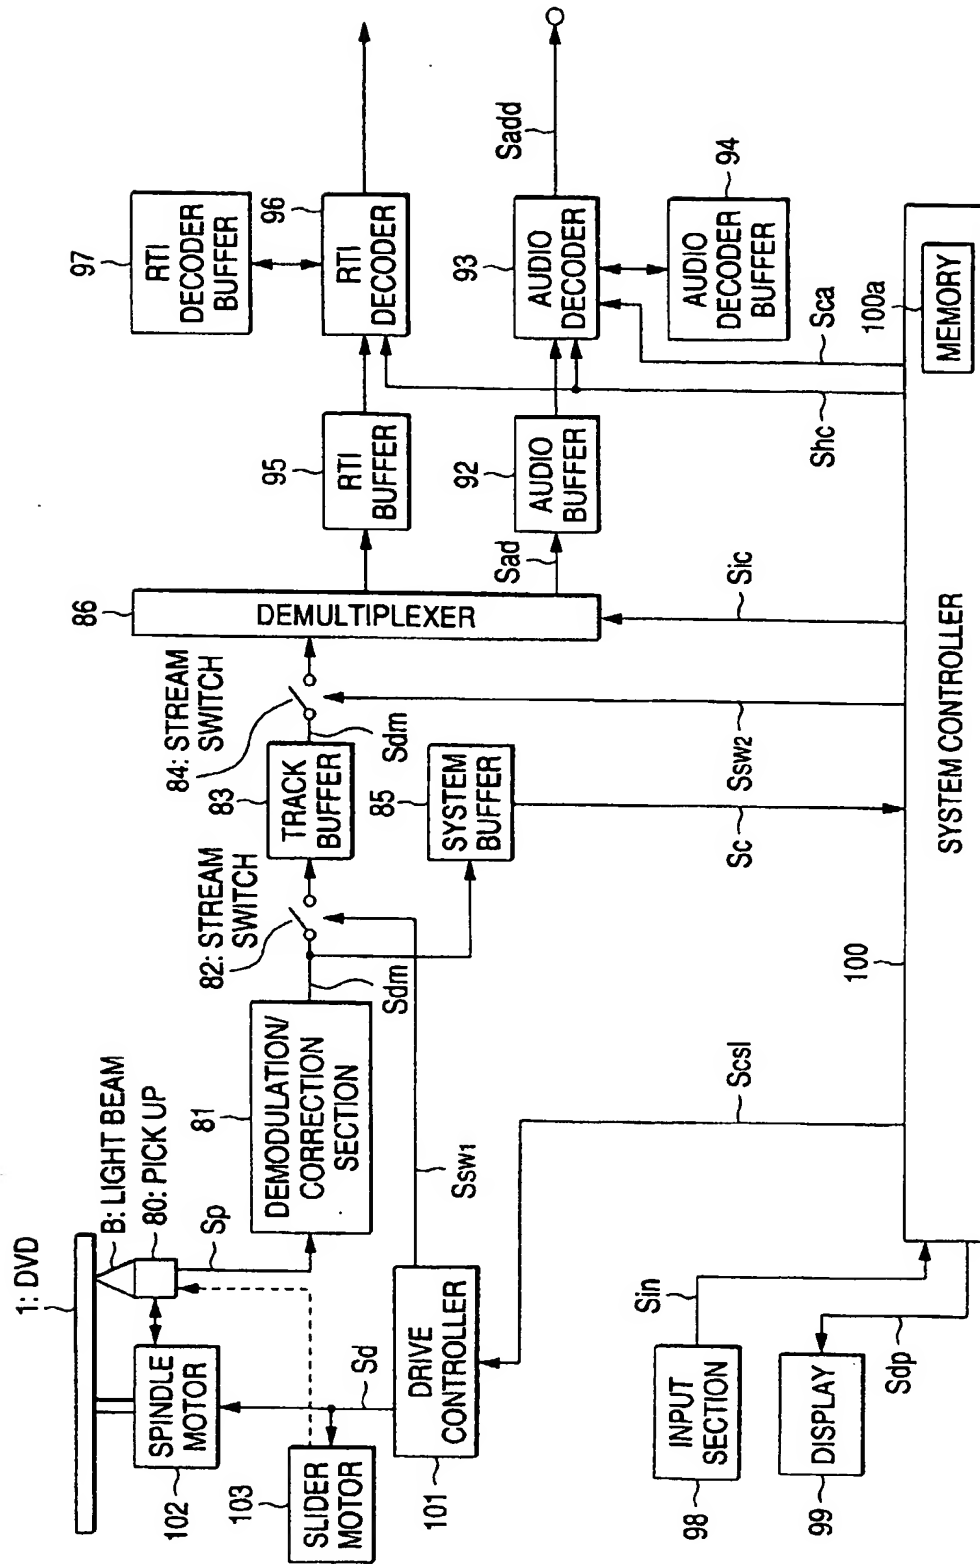 1: DVD
B: LIGHT BEAM
80: PICK UP
Sp
SPINDLE
MOTOR
102
SLIDER
MOTOR
103
Sd
DRIVE
CONTROLLER
101
81
DEMODULATION/
CORRECTION
SECTION
Sdm
82: STREAM
SWITCH
Ssw1
83
TRACK
BUFFER
Sdm
84: STREAM
SWITCH
85
SYSTEM
BUFFER
86
DEMULTIPLEXER
95
RTI
BUFFER
97
RTI
DECODER
BUFFER
96
RTI
DECODER
Sad
92
AUDIO
BUFFER
93
AUDIO
DECODER
94
AUDIO
DECODER
BUFFER
Sadd
INPUT
SECTION
98
Sin
DISPLAY
99
Sdp
Scsl
Sc
Ssw2
Sic
Shc
Sca
100
SYSTEM CONTROLLER
100a
MEMORY